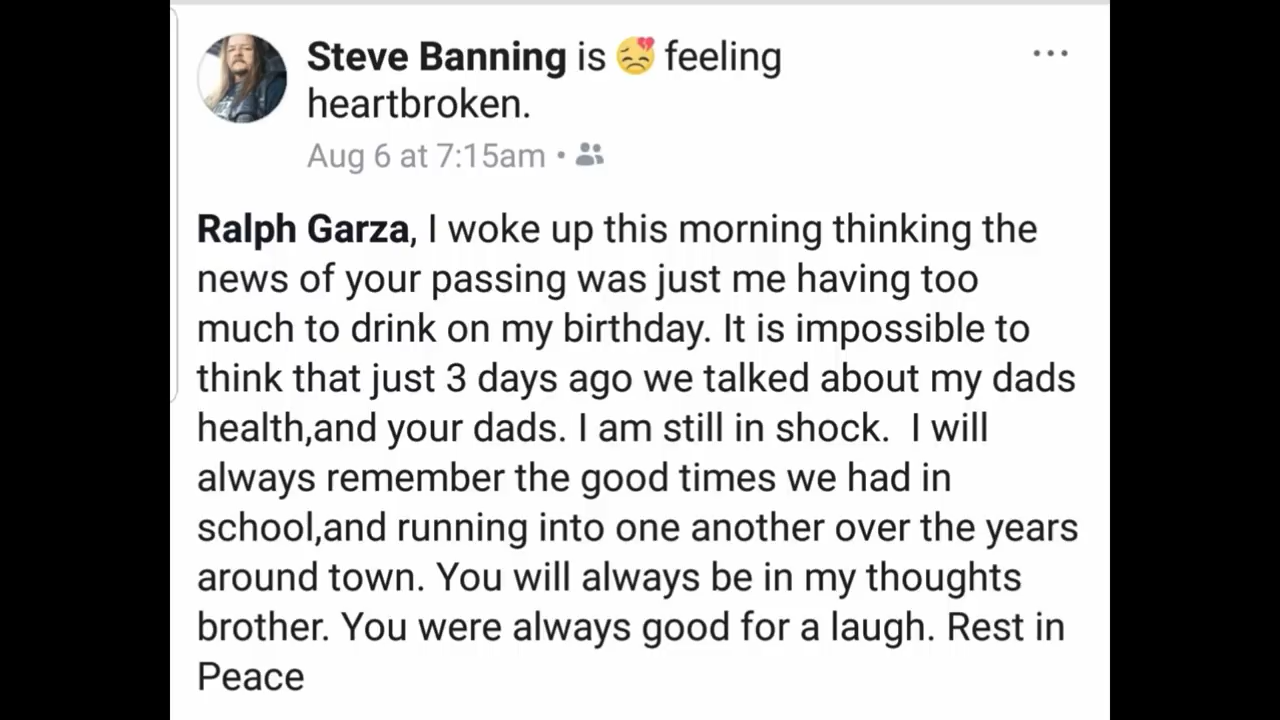 Steve Banning is feeling
heartbroken.
Aug 6 at 7:15am •
Ralph Garza, I woke up this morning thinking the
news of your passing was just me having too
much to drink on my birthday. It is impossible to
think that just 3 days ago we talked about my dads
health,and your dads. I am still in shock.  I will
always remember the good times we had in
school,and running into one another over the years
around town. You will always be in my thoughts
brother. You were always good for a laugh. Rest in
Peace